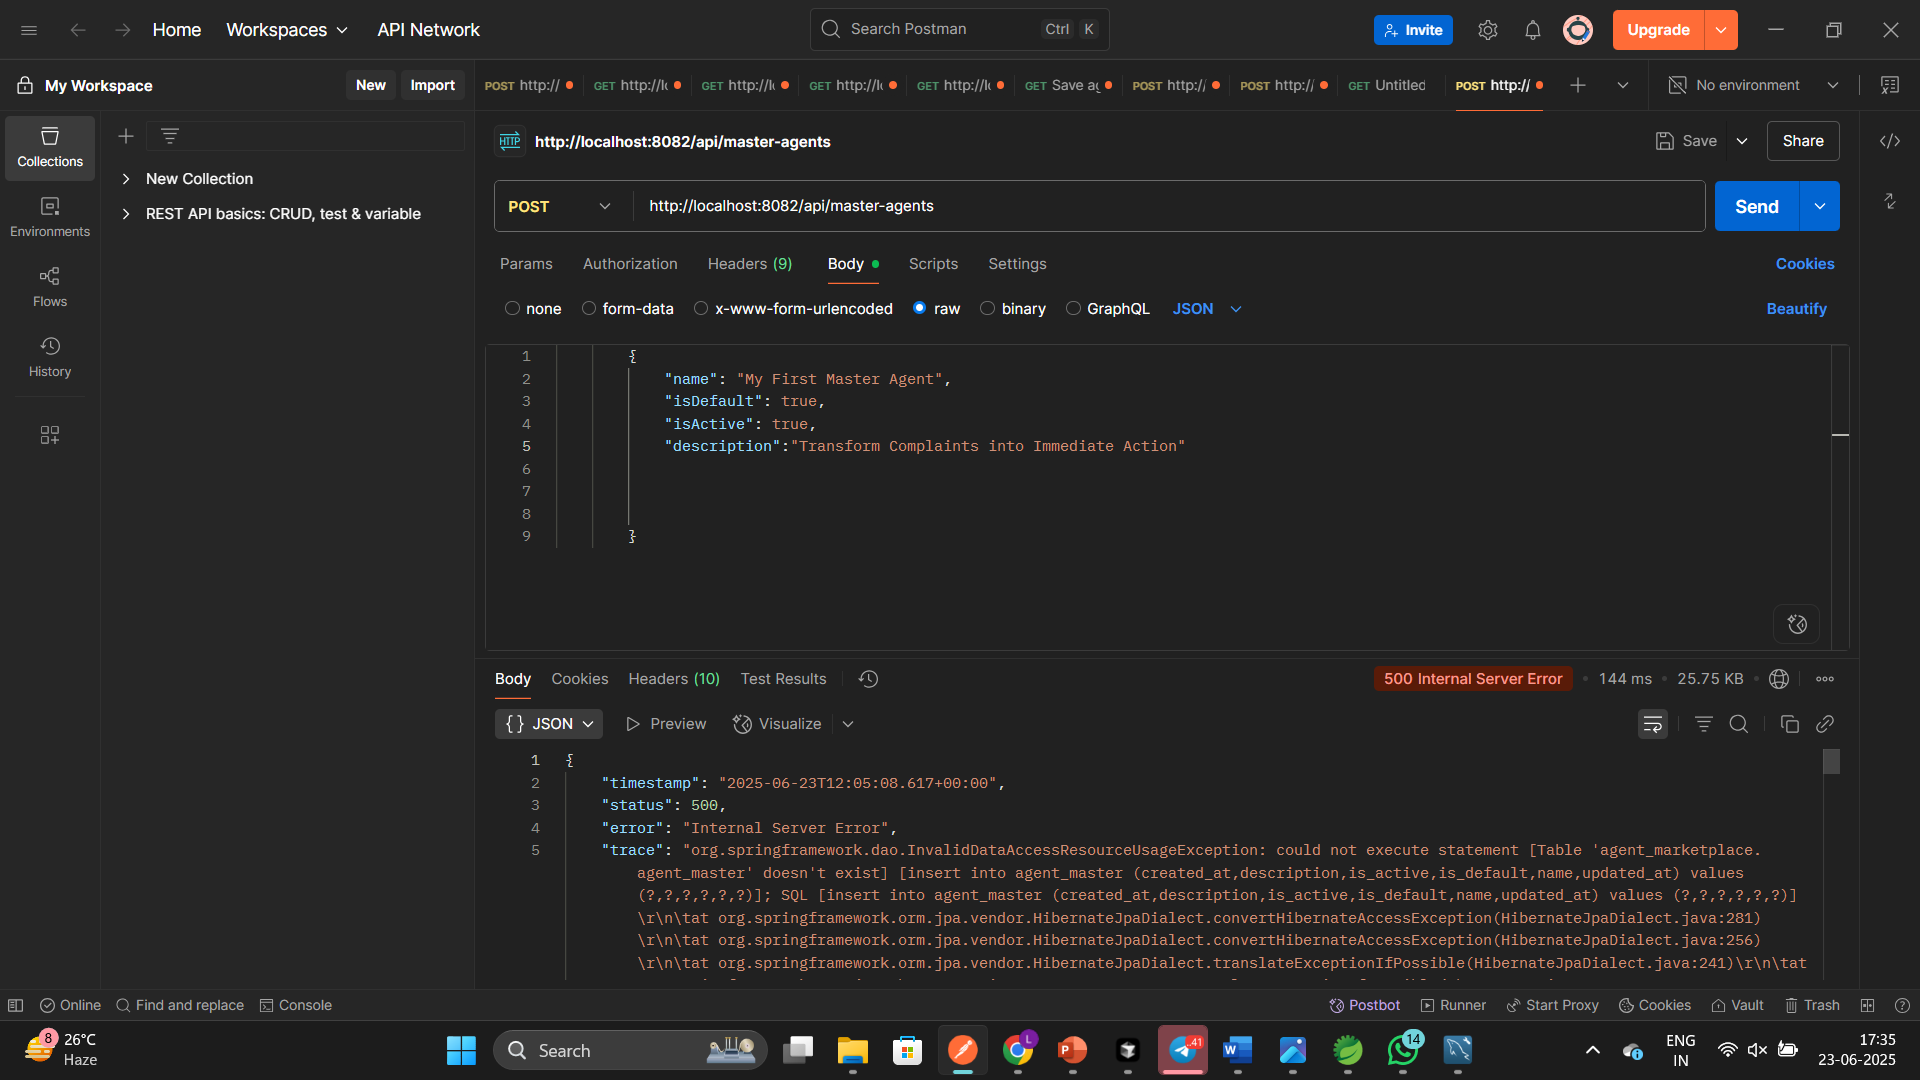 Home
Workspaces
API Network
Search Postman
Ctrl
K
Invite
Upgrade
My Workspace
New
Import
POST http://
GET http://l
GET http://l
GET http://l
GET http://l
GET Save ag
POST http:/
POST http:/
GET Untitled
POST http://
No environment
Collections
Environments
Flows
History
New Collection
REST API basics: CRUD, test & variable
HTTP
http://localhost:8082/api/master-agents
Save
Share
POST
http://localhost:8082/api/master-agents
Send
Params
Authorization
Headers (9)
Body
Scripts
Settings
Cookies
none
form-data
x-www-form-urlencoded
raw
binary
GraphQL
JSON
Beautify
1 {
2 "name": "My First Master Agent",
3 "isDefault": true,
4 "isActive": true,
5 "description":"Transform Complaints into Immediate Action"
6
7
8
9 }
Body
Cookies
Headers (10)
Test Results
500 Internal Server Error
144 ms
25.75 KB
{} JSON
Preview
Visualize
1 {
2 "timestamp": "2025-06-23T12:05:08.617+00:00",
3 "status": 500,
4 "error": "Internal Server Error",
5 "trace": "org.springframework.dao.InvalidDataAccessResourceUsageException: could not execute statement [Table 'agent_marketplace.
agent_master' doesn't exist] [insert into agent_master (created_at,description,is_active,is_default,name,updated_at) values
(?,?,?,?,?,?)]; SQL [insert into agent_master (created_at,description,is_active,is_default,name,updated_at) values (?,?,?,?,?,?)]
\r\n\tat org.springframework.orm.jpa.vendor.HibernateJpaDialect.convertHibernateAccessException(HibernateJpaDialect.java:281)
\r\n\tat org.springframework.orm.jpa.vendor.HibernateJpaDialect.convertHibernateAccessException(HibernateJpaDialect.java:256)
\r\n\tat org.springframework.orm.jpa.vendor.HibernateJpaDialect.translateExceptionIfPossible(HibernateJpaDialect.java:241)\r\n\tat
Online
Find and replace
Console
Postbot
Runner
Start Proxy
Cookies
Vault
Trash
8
26°C
Haze
Search
L
P
41
W
14
ENG
IN
17:35
23-06-2025